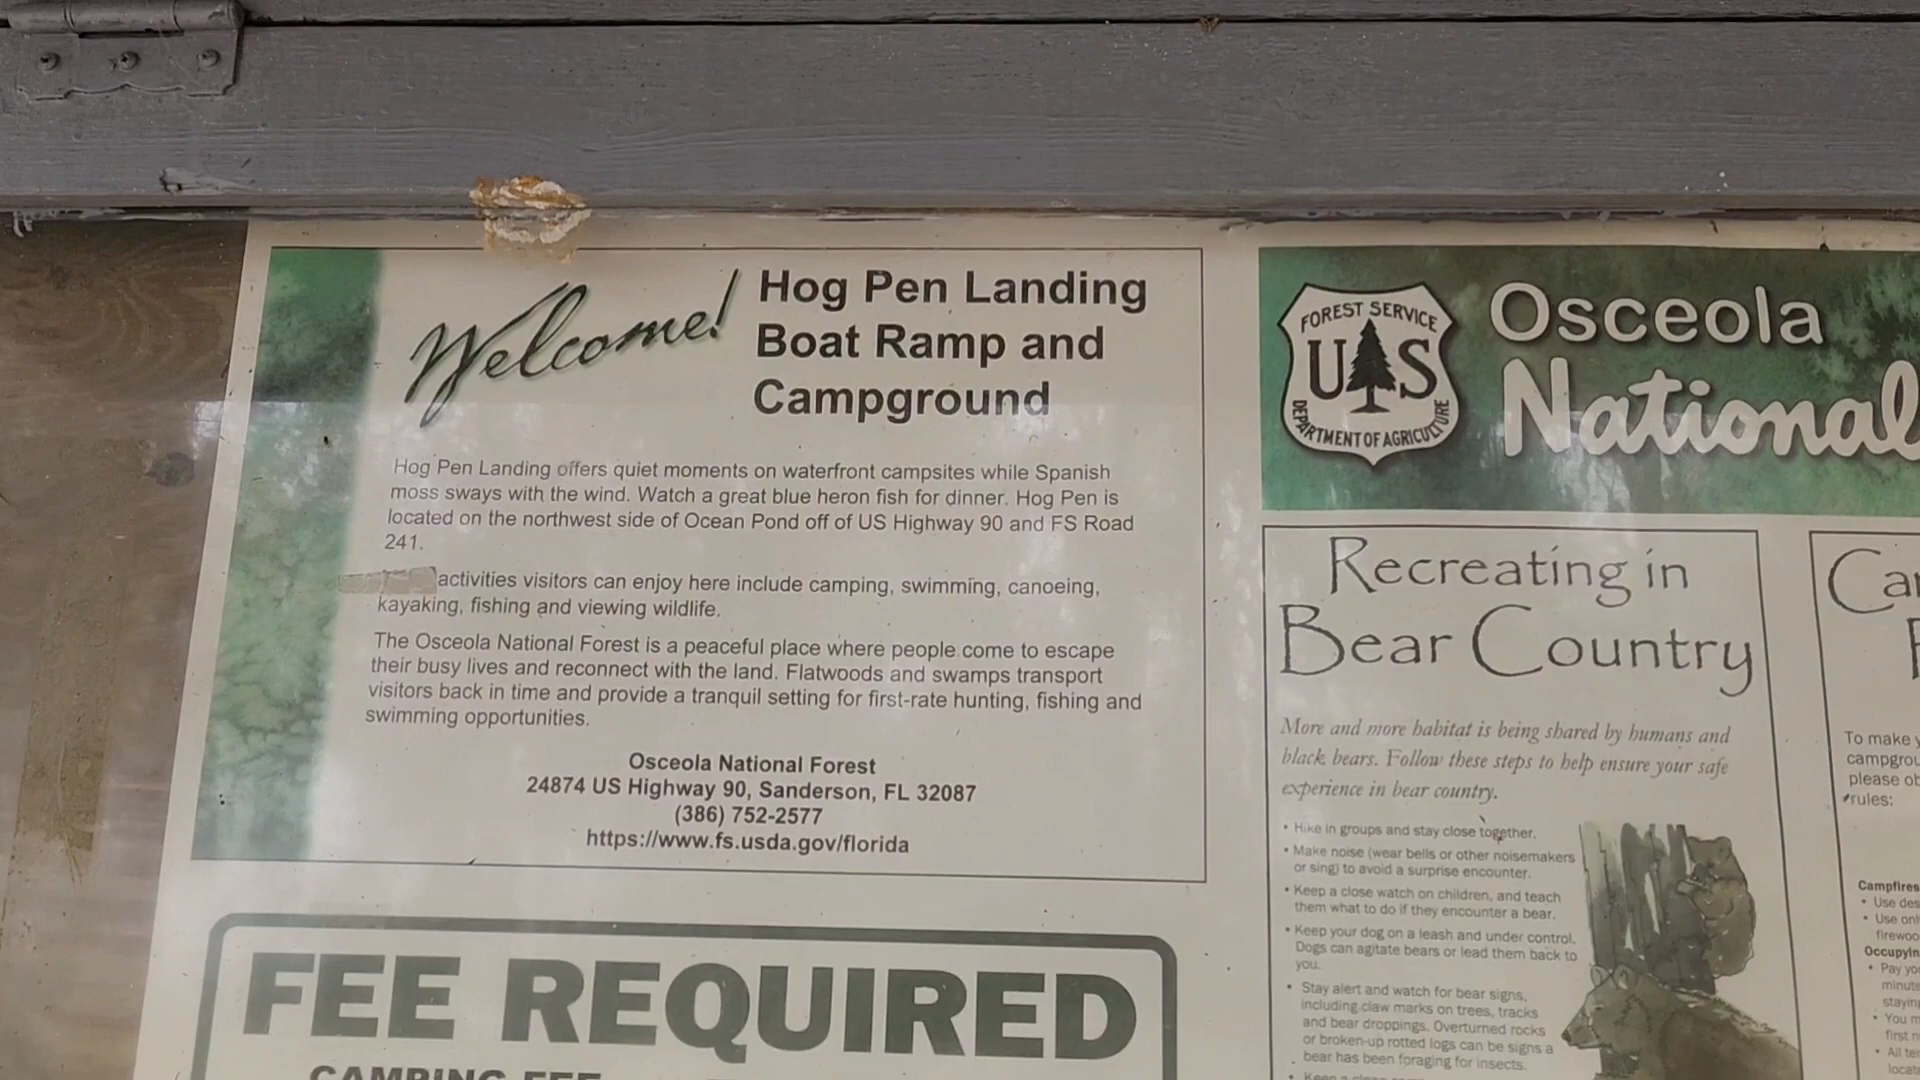 Welcome!
Hog Pen Landing
Boat Ramp and
Campground
Hog Pen Landing offers quiet moments on waterfront campsites while Spanish
moss sways with the wind. Watch a great blue heron fish for dinner. Hog Pen is
located on the northwest side of Ocean Pond off of US Highway 90 and FS Road
241.
activities visitors can enjoy here include camping, swimming, canoeing,
kayaking, fishing and viewing wildlife.
The Osceola National Forest is a peaceful place where people come to escape
their busy lives and reconnect with the land. Flatwoods and swamps transport
visitors back in time and provide a tranquil setting for first-rate hunting, fishing and
swimming opportunities.
Osceola National Forest
24874 US Highway 90, Sanderson, FL 32087
(386) 752-2577
https://www.fs.usda.gov/florida
FEE REQUIRED
CAMPING FEE
FOREST SERVICE
US
DEPARTMENT OF AGRICULTURE
Osceola
National
Recreating in
Bear Country
More and more habitat is being shared by humans and
black bears. Follow these steps to help ensure your safe
experience in bear country.
• Hike in groups and stay close together.
• Make noise (wear bells or other noisemakers
or sing) to avoid a surprise encounter.
• Keep a close watch on children, and teach
them what to do if they encounter a bear.
• Keep your dog on a leash and under control.
Dogs can agitate bears or lead them back to
you.
• Stay alert and watch for bear signs,
including claw marks on trees, tracks
and bear droppings. Overturned rocks
or broken-up rotted logs can be signs a
bear has been foraging for insects.
To make
please
rules:
Campfires
• Use
• Use
• Pay
• You
• All